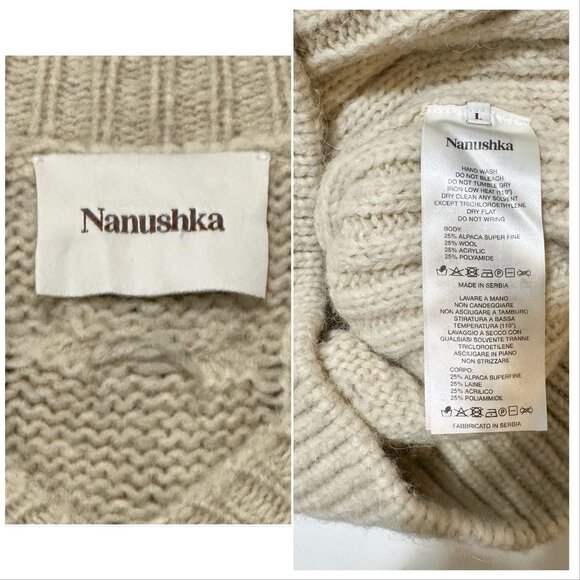 Nanushka
L
Nanushka
HAND WASH
DO NOT BLEACH
DO NOT TUMBLE DRY
IRON LOW HEAT (110°)
DRY CLEAN ANY SOLVENT
EXCEPT TRICHLOROETHYLENE
DRY FLAT
DO NOT WRING
BODY:
25% ALPACA SUPER FINE
25% WOOL
25% ACRYLIC
25% POLYAMIDE
MADE IN SERBIA
LAVARE A MANO
NON CANDEGGIARE
NON ASCIUGARE A TAMBURO
STIRATURA A BASSA
TEMPERATURA (110°)
LAVAGGIO A SECCO CON
QUALSIASI SOLVENTE TRANNE
TRICLOROETILENE
ASCIUGARE IN PIANO
NON STRIZZARE
CORPO:
25% ALPACA SUPERFINE
25% LAINE
25% ACRILICO
25% POLIAMMIDE
FABBRICATO IN SERBIA